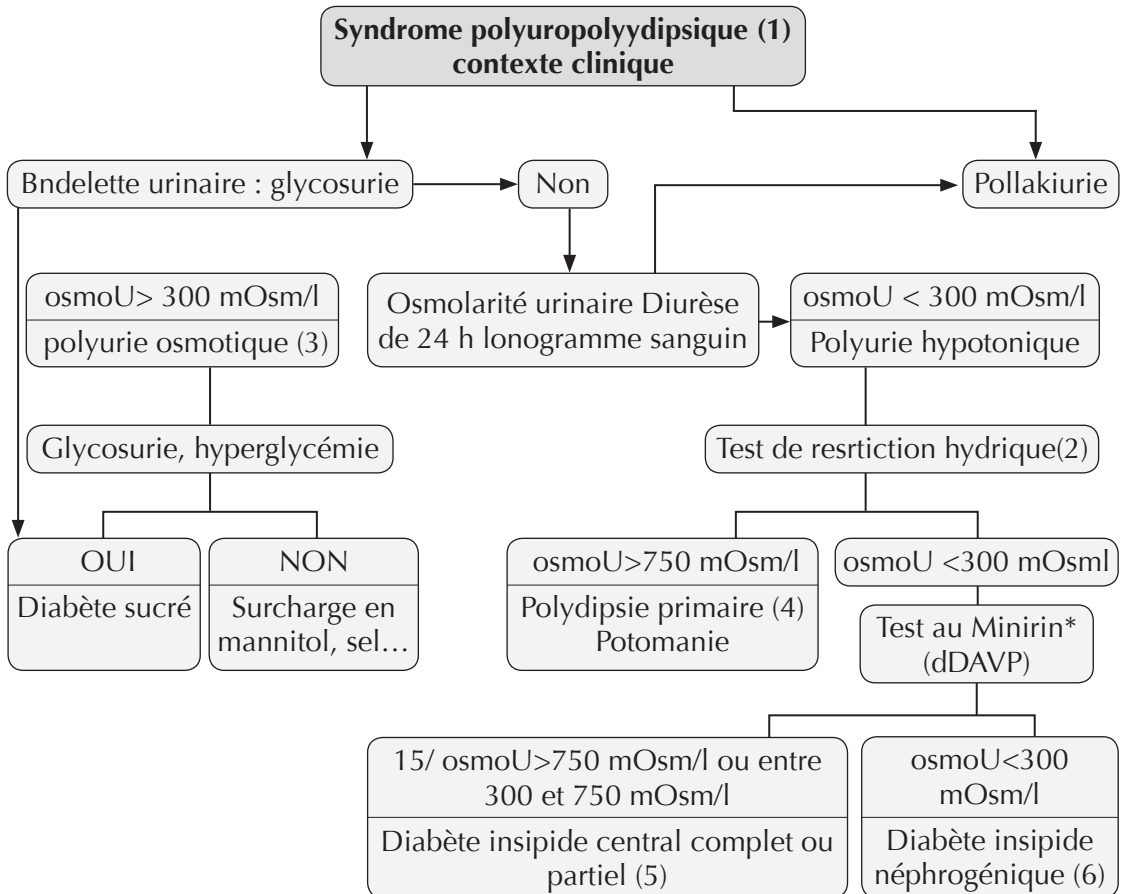 Syndrome polyuropolyydipsique (1)
contexte clinique
Bndelette urinaire : glycosurie
Non
Pollakiurie
osmoU> 300 mOsm/l
polyurie osmotique (3)
Osmolarité urinaire Diurèse
de 24 h lonogramme sanguin
osmoU < 300 mOsm/l
Polyurie hypotonique
Glycosurie, hyperglycémie
Test de resrtiction hydrique(2)
OUI
Diabète sucré
NON
Surcharge en
mannitol, sel...
osmoU>750 mOsm/l
Polydipsie primaire (4)
Potomanie
osmoU <300 mOsml
Test au Minirin*
(dDAVP)
15/ osmoU>750 mOsm/l ou entre
300 et 750 mOsm/l
Diabète insipide central complet ou
partiel (5)
osmoU<300
mOsm/l
Diabète insipide
néphrogénique (6)